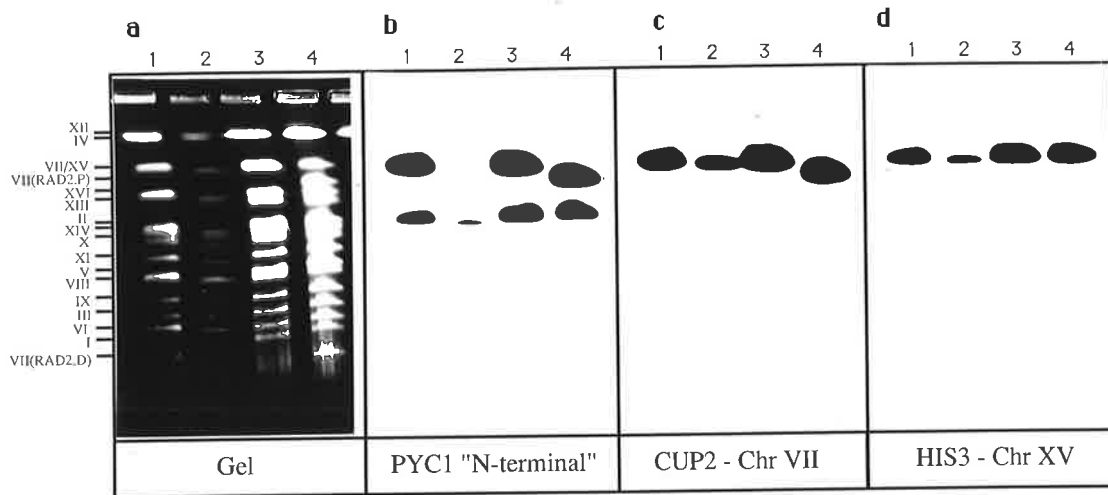 a b c d
1 2 3 4 1 2 3 4 1 2 3 4 1 2 3 4
XII
IV
VII/XV
VII(RAD2,P)
XVI
XIII
II
XIV
X
XI
V
VIII
IX
III
VI
I
VII(RAD2,D)
Gel PYC1 "N-terminal" CUP2 - Chr VII HIS3 - Chr XV